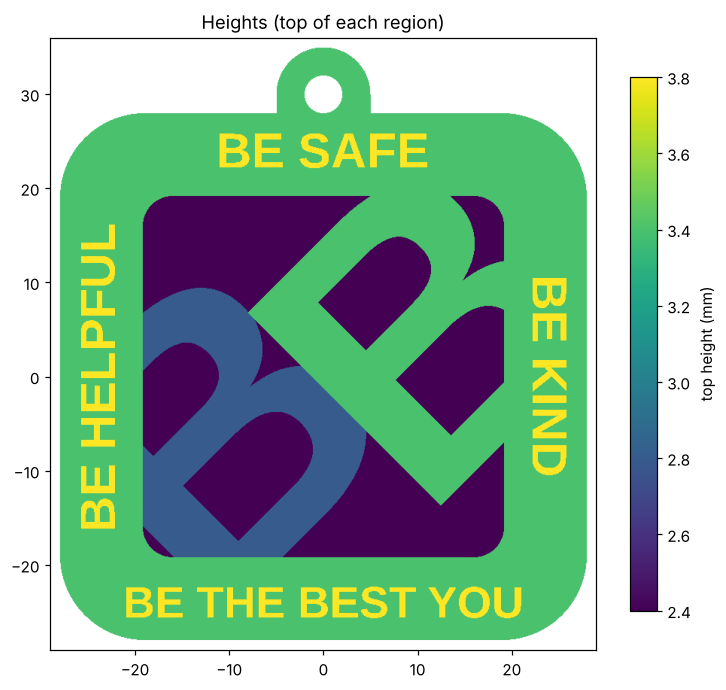 Heights (top of each region)
BE SAFE
BE HELPFUL
B
B
BE KIND
BE THE BEST YOU
30
20
10
0
−10
−20
−20
−10
0
10
20
3.8
3.6
3.4
3.2
3.0
2.8
2.6
2.4
top height (mm)